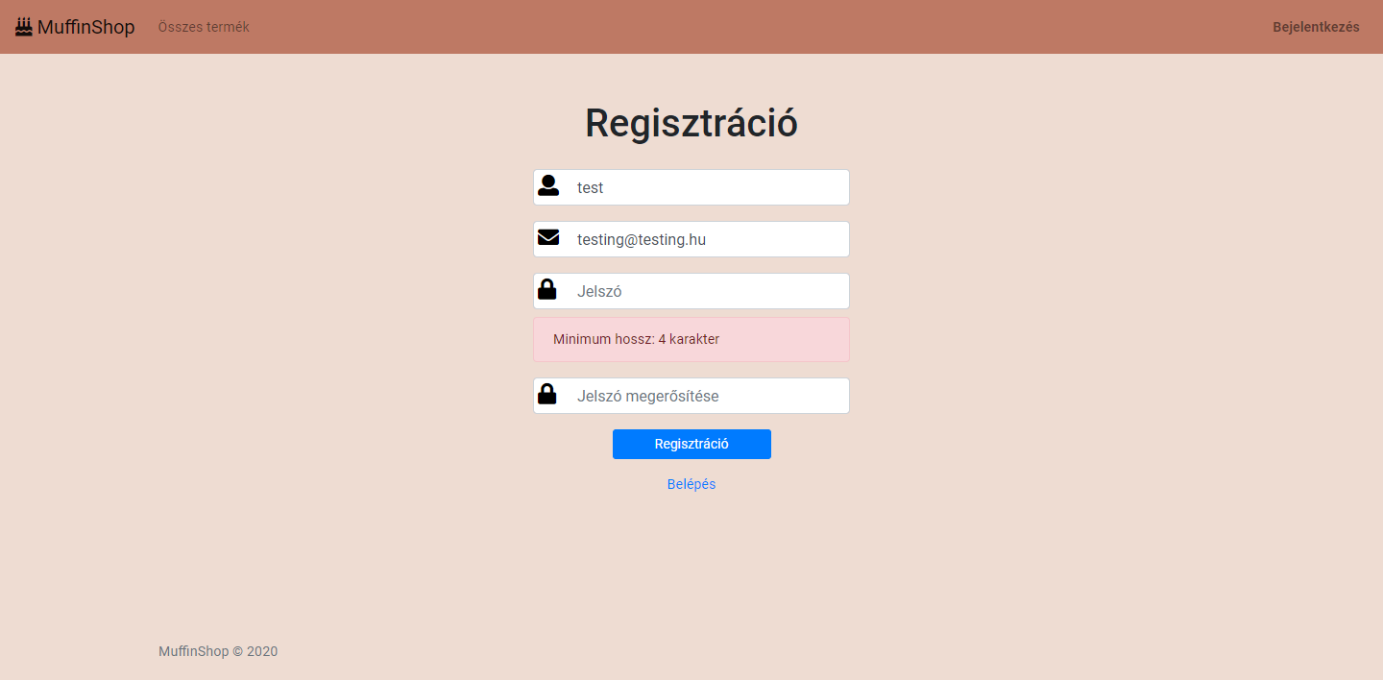 MuffinShop Összes termék Bejelentkezés
Regisztráció
test
testing@testing.hu
Jelszó
Minimum hossz: 4 karakter
Jelszó megerősítése
Regisztráció
Belépés
MuffinShop © 2020